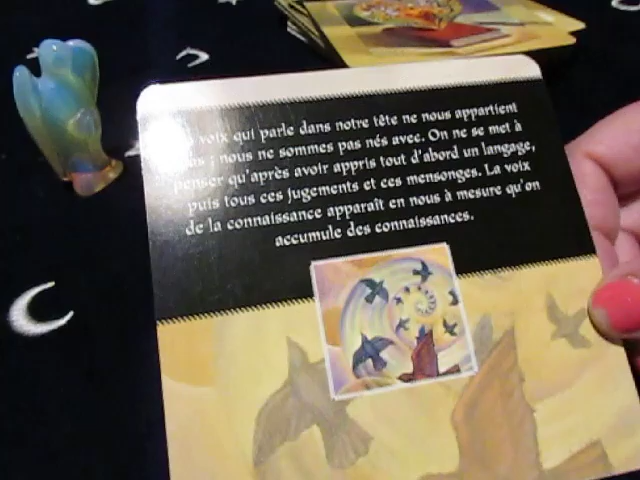 voix qui parle dans notre tête ne nous appartient
pas ; nous ne sommes pas nés avec. On ne se met à
penser qu'après avoir appris tout d'abord un langage,
puis tous ces jugements et ces mensonges. La voix
de la connaissance apparaît en nous à mesure qu'on
accumule des connaissances.